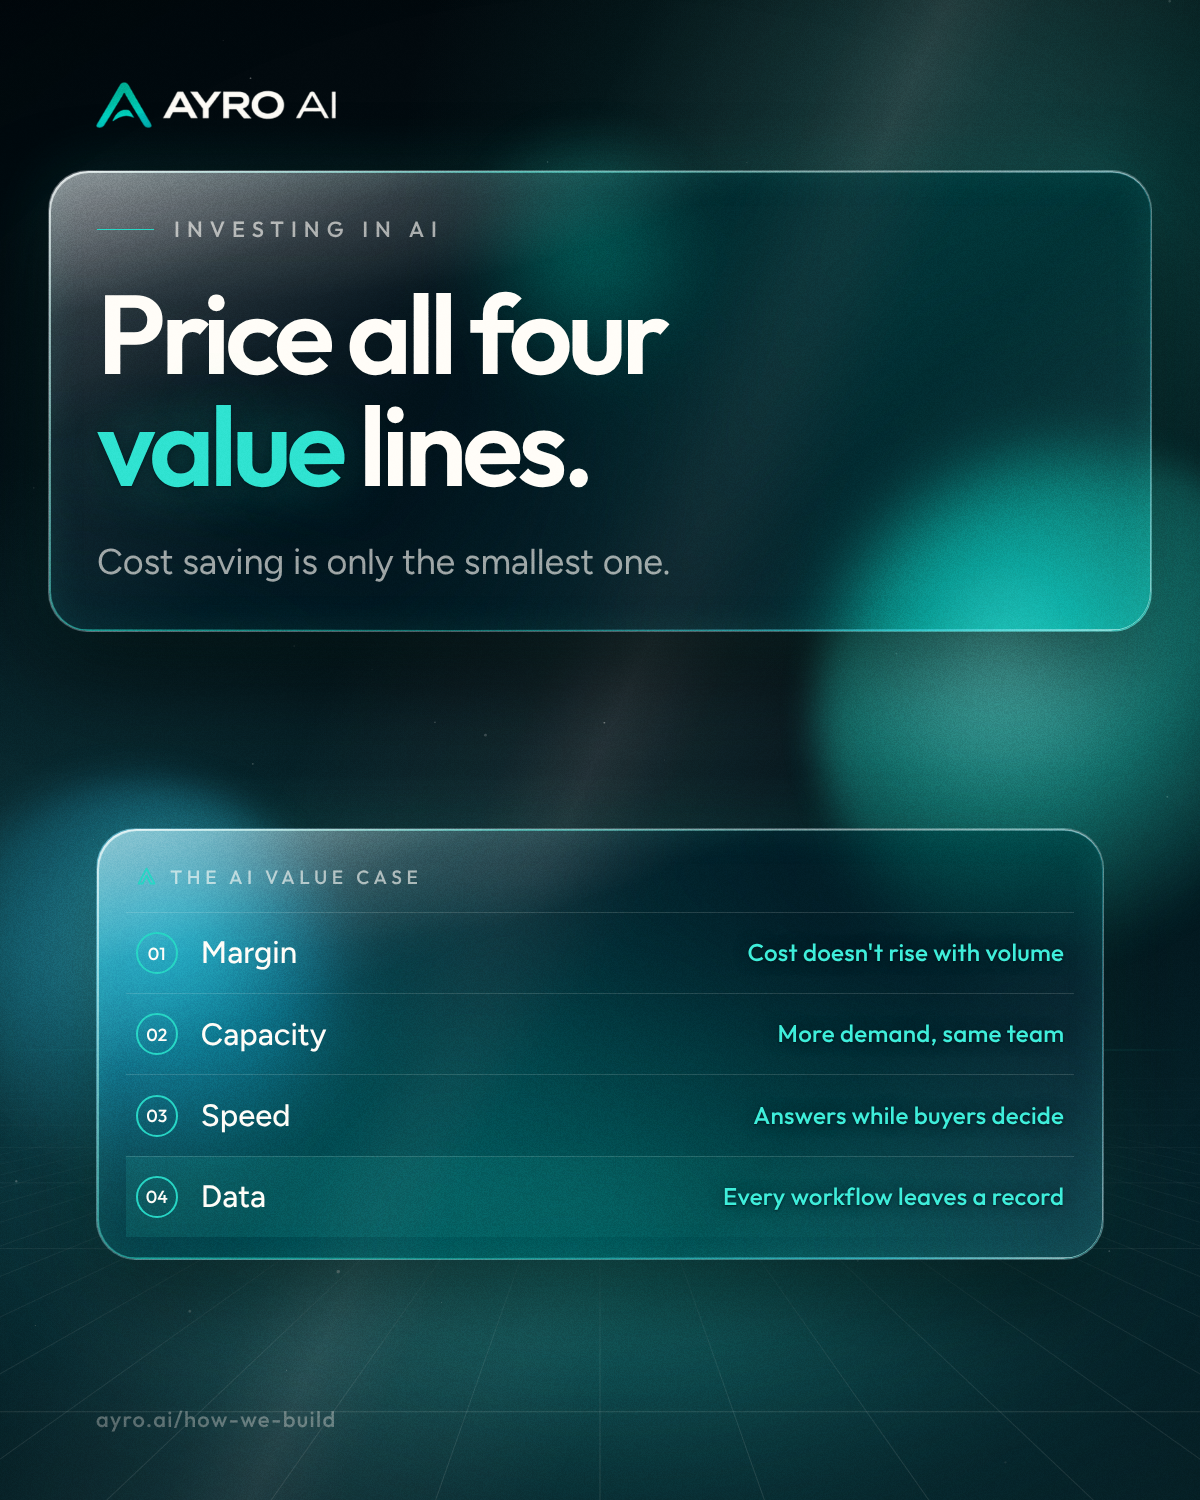 AYRO AI
INVESTING IN AI
Price all four
value lines.
Cost saving is only the smallest one.
THE AI VALUE CASE
01 Margin Cost doesn't rise with volume
02 Capacity More demand, same team
03 Speed Answers while buyers decide
04 Data Every workflow leaves a record
ayro.ai/how-we-build